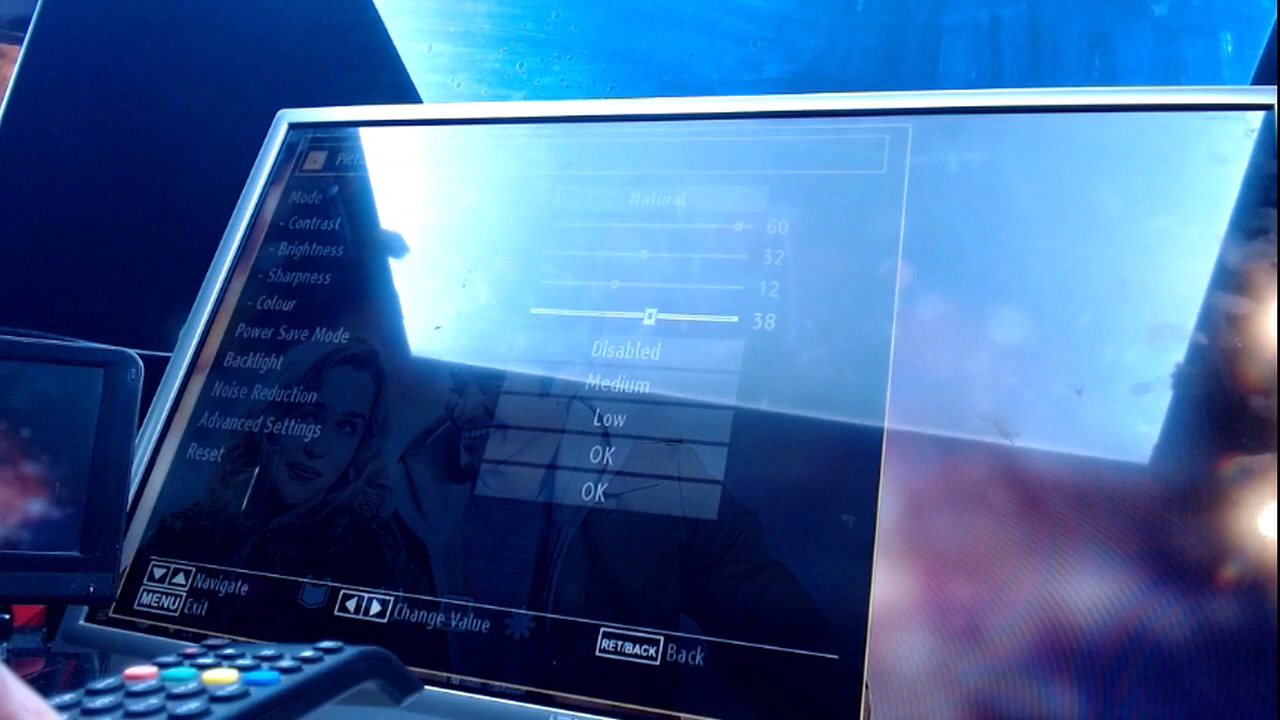 Mode Natural
- Contrast 60
- Brightness 32
- Sharpness 12
- Colour 38
Power Save Mode Disabled
Backlight Medium
Noise Reduction Low
Advanced Settings OK
Reset OK
Navigate
MENU Exit
Change Value
RET/BACK Back